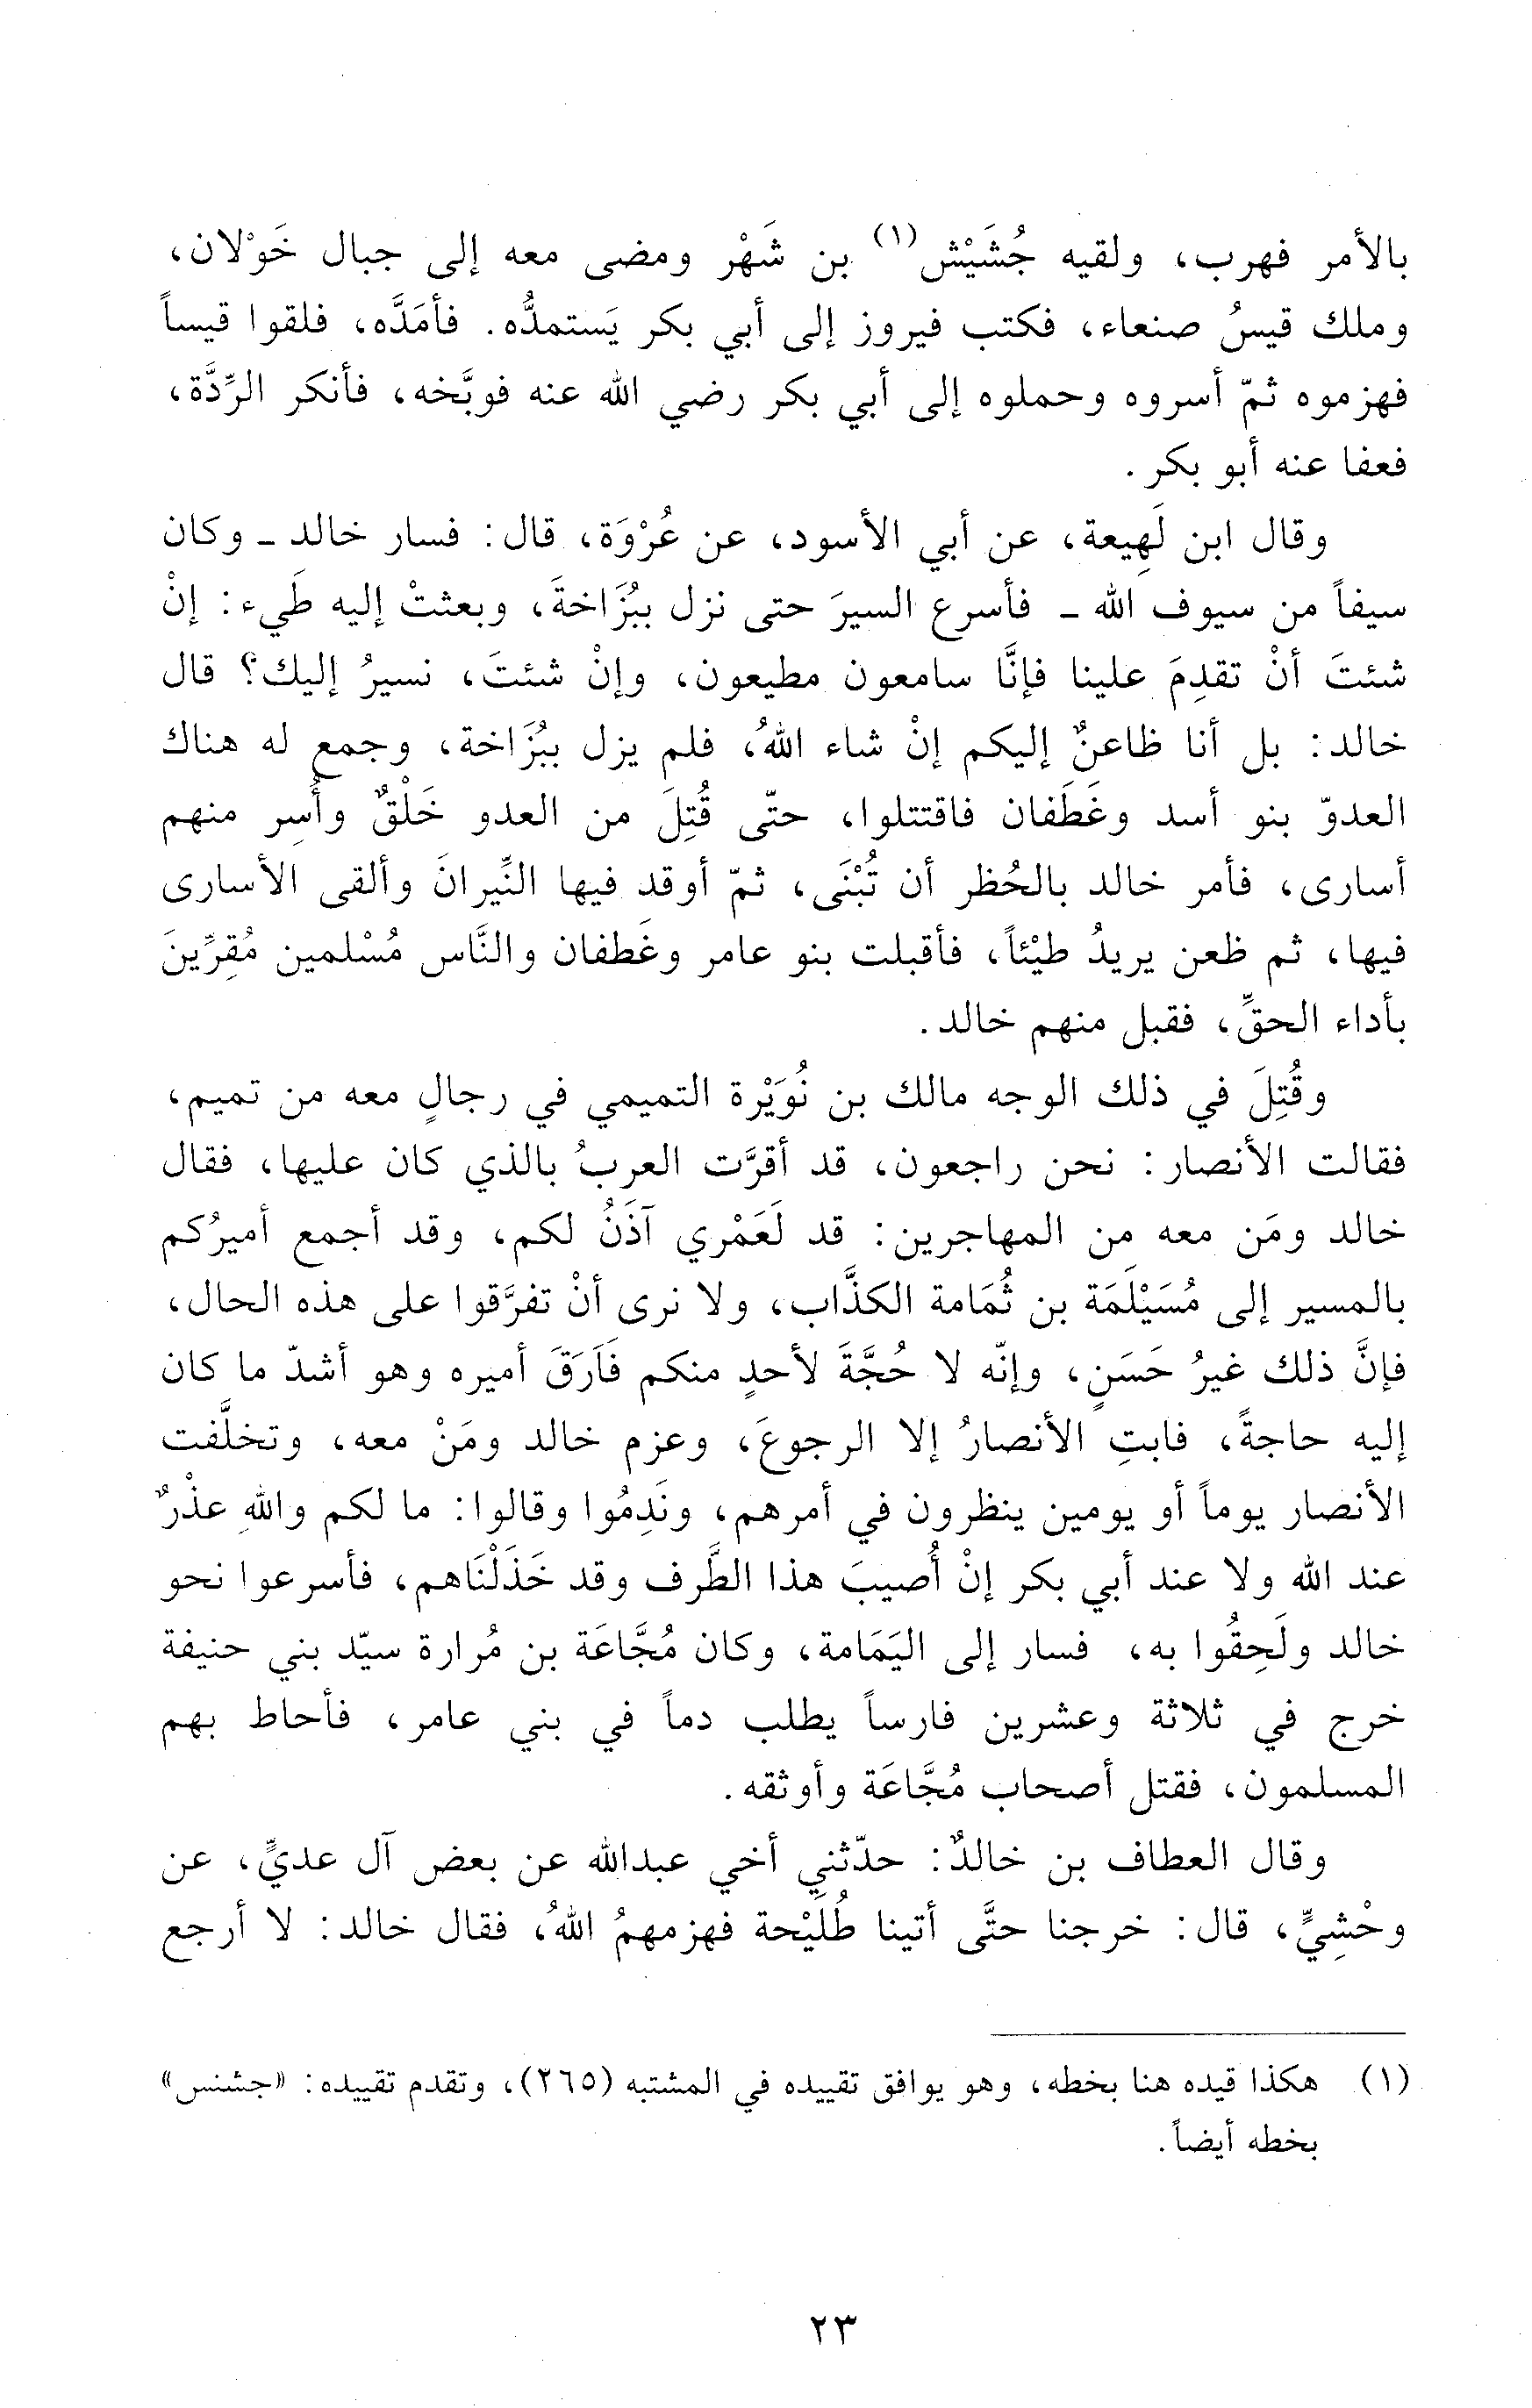 بالأمر فهرب، ولقيه جُشَيْش(١) بن شَهْر ومضى معه إلى جبال خَوْلان،
وملك قيسُ صنعاء، فكتب فيروز إلى أبي بكر يَستمدُّه. فأمَدَّه، فلقوا قيساً
فهزموه ثمّ أسروه وحملوه إلى أبي بكر رضي الله عنه فوبَّخه، فأنكر الرِّدَّة،
فعفا عنه أبو بكر.
وقال ابن لَهِيعة، عن أبي الأسود، عن عُرْوَة، قال: فسار خالد ـ وكان
سيفاً من سيوف الله ـ فأسرع السيرَ حتى نزل ببُزَاخةَ، وبعثتْ إليه طَيء: إنْ
شئتَ أنْ تقدِمَ علينا فإنَّا سامعون مطيعون، وإنْ شئتَ، نسيرُ إليك؟ قال
خالد: بل أنا ظاعنٌ إليكم إنْ شاء اللهُ، فلم يزل ببُزَاخة، وجمع له هناك
العدوّ بنو أسد وغَطَفان فاقتتلوا، حتّى قُتِلَ من العدو خَلْقٌ وأُسِر منهم
أسارى، فأمر خالد بالحُظر أن تُبْنَى، ثمّ أوقد فيها النِّيرانَ وألقى الأسارى
فيها، ثم ظعن يريدُ طيْئاً، فأقبلت بنو عامر وغَطفان والنَّاس مُسْلمين مُقِرِّينَ
بأداء الحقِّ، فقبل منهم خالد.
وقُتِلَ في ذلك الوجه مالك بن نُوَيْرة التميمي في رجالٍ معه من تميم،
فقالت الأنصار: نحن راجعون، قد أقرَّت العربُ بالذي كان عليها، فقال
خالد ومَن معه من المهاجرين: قد لَعَمْري آذَنُ لكم، وقد أجمع أميرُكم
بالمسير إلى مُسَيْلِمَة بن ثُمَامة الكذَّاب، ولا نرى أنْ تفرَّقوا على هذه الحال،
فإنَّ ذلك غيرُ حَسَنٍ، وإنّه لا حُجَّةَ لأحدٍ منكم فَارَقَ أميره وهو أشدّ ما كان
إليه حاجةً، فابتِ الأنصارُ إلا الرجوعَ، وعزم خالد ومَنْ معه، وتخلَّفت
الأنصار يوماً أو يومين ينظرون في أمرهم، ونَدِمُوا وقالوا: ما لكم واللهِ عذْرٌ
عند الله ولا عند أبي بكر إنْ أُصيبَ هذا الطَّرف وقد خَذَلْنَاهم، فأسرعوا نحو
خالد ولَحِقُوا به، فسار إلى اليَمَامة، وكان مُجَّاعَة بن مُرارة سيّد بني حنيفة
خرج في ثلاثة وعشرين فارساً يطلب دماً في بني عامر، فأحاط بهم
المسلمون، فقتل أصحاب مُجَّاعَة وأوثقه.
وقال العطاف بن خالدٌ: حدّثني أخي عبدالله عن بعض آل عديٍّ، عن
وحْشِيٍّ، قال: خرجنا حتَّى أتينا طُلَيْحة فهزمهمُ اللهُ، فقال خالد: لا أرجع
(١) هكذا قيده هنا بخطه، وهو يوافق تقييده في المشتبه (٢٦٥)، وتقدم تقييده: «جشنس»
بخطه أيضاً.
٢٣